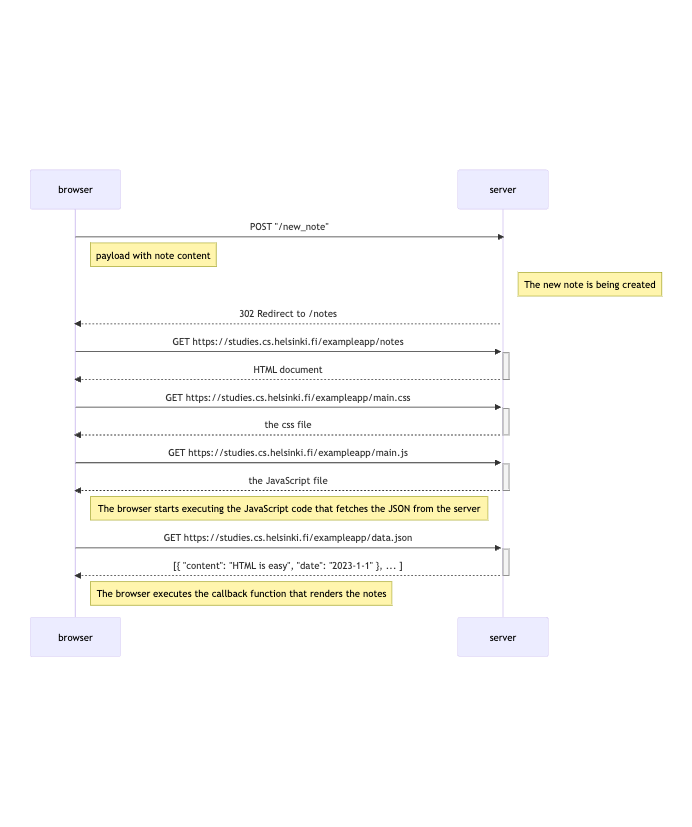 browser
server
POST "/new_note"
payload with note content
The new note is being created
302 Redirect to /notes
GET https://studies.cs.helsinki.fi/exampleapp/notes
HTML document
GET https://studies.cs.helsinki.fi/exampleapp/main.css
the css file
GET https://studies.cs.helsinki.fi/exampleapp/main.js
the JavaScript file
The browser starts executing the JavaScript code that fetches the JSON from the server
GET https://studies.cs.helsinki.fi/exampleapp/data.json
[{ "content": "HTML is easy", "date": "2023-1-1" }, ... ]
The browser executes the callback function that renders the notes
browser
server